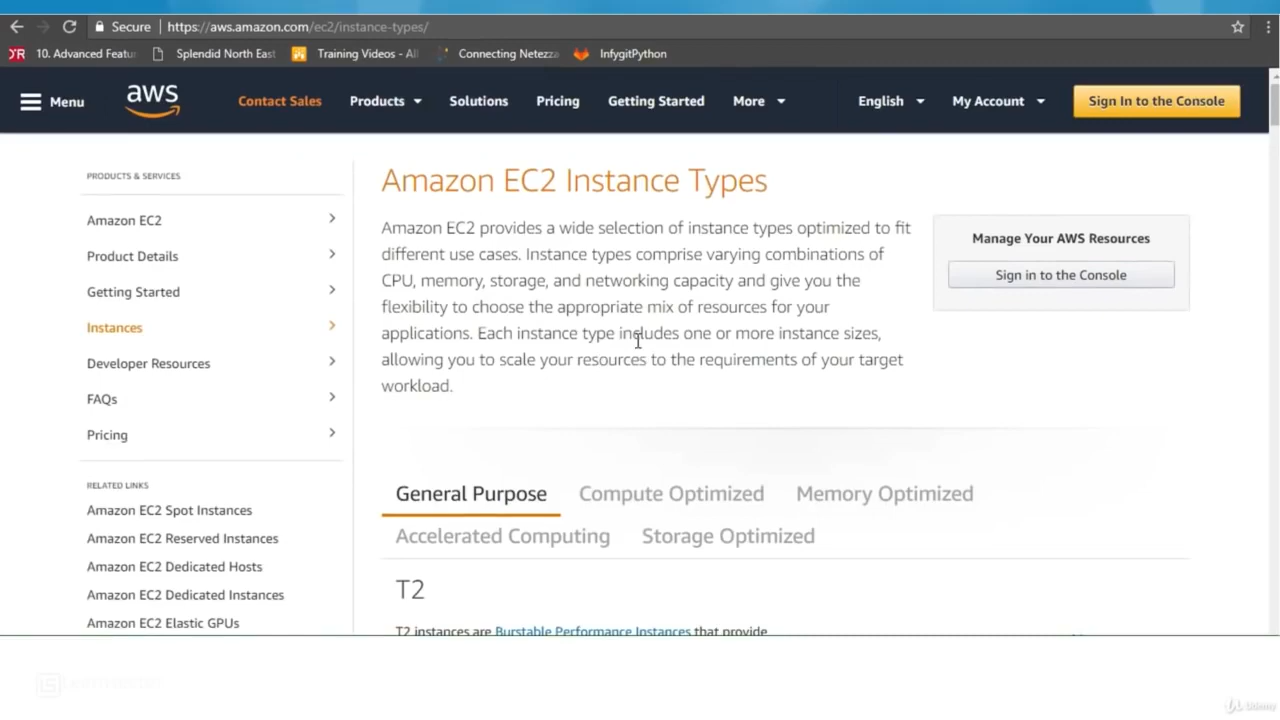 Secure
https://aws.amazon.com/ec2/instance-types/
10. Advanced Featu
Splendid North East
Training Videos - Al
Connecting Netezza
InfygitPython
Menu
aws
Contact Sales
Products
Solutions
Pricing
Getting Started
More
English
My Account
Sign In to the Console
PRODUCTS & SERVICES
Amazon EC2
Product Details
Getting Started
Instances
Developer Resources
FAQs
Pricing
RELATED LINKS
Amazon EC2 Spot Instances
Amazon EC2 Reserved Instances
Amazon EC2 Dedicated Hosts
Amazon EC2 Dedicated Instances
Amazon EC2 Elastic GPUs
Amazon EC2 Instance Types
Amazon EC2 provides a wide selection of instance types optimized to fit
different use cases. Instance types comprise varying combinations of
CPU, memory, storage, and networking capacity and give you the
flexibility to choose the appropriate mix of resources for your
applications. Each instance type includes one or more instance sizes,
allowing you to scale your resources to the requirements of your target
workload.
Manage Your AWS Resources
Sign in to the Console
General Purpose
Compute Optimized
Memory Optimized
Accelerated Computing
Storage Optimized
T2
T2 instances are Burstable Performance Instances that provide
Udemy